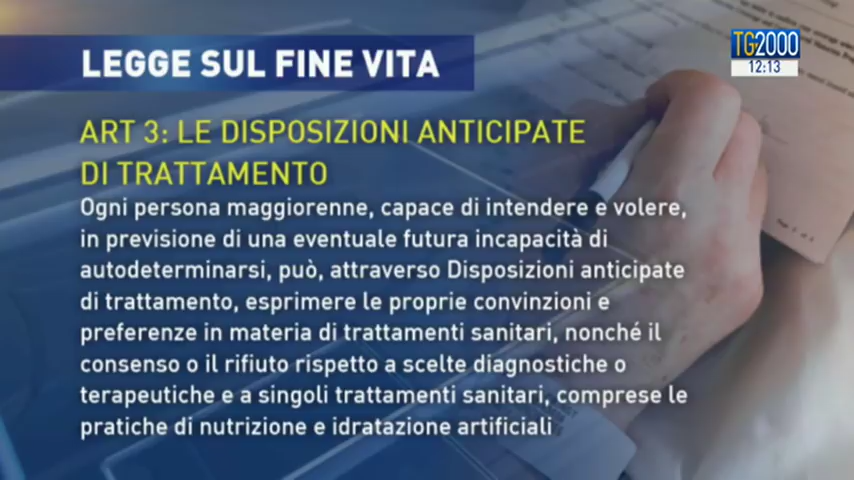 LEGGE SUL FINE VITA
TG2000
12:13
ART 3: LE DISPOSIZIONI ANTICIPATE
DI TRATTAMENTO
Ogni persona maggiorenne, capace di intendere e volere,
in previsione di una eventuale futura incapacità di
autodeterminarsi, può, attraverso Disposizioni anticipate
di trattamento, esprimere le proprie convinzioni e
preferenze in materia di trattamenti sanitari, nonché il
consenso o il rifiuto rispetto a scelte diagnostiche o
terapeutiche e a singoli trattamenti sanitari, comprese le
pratiche di nutrizione e idratazione artificiali